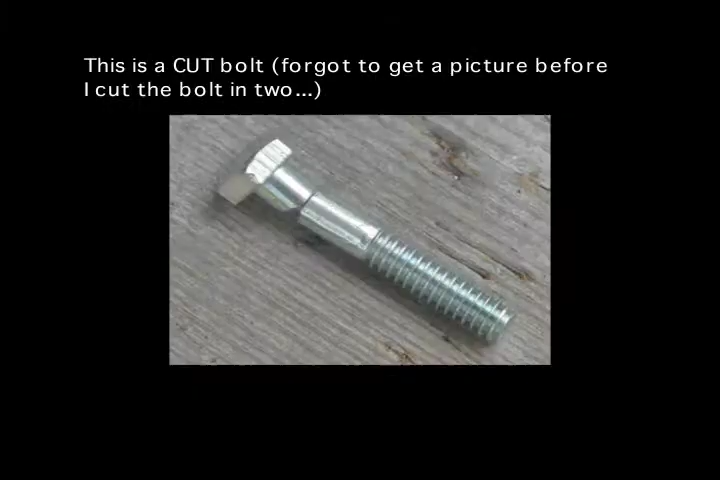 This is a CUT bolt (forgot to get a picture before
I cut the bolt in two...)